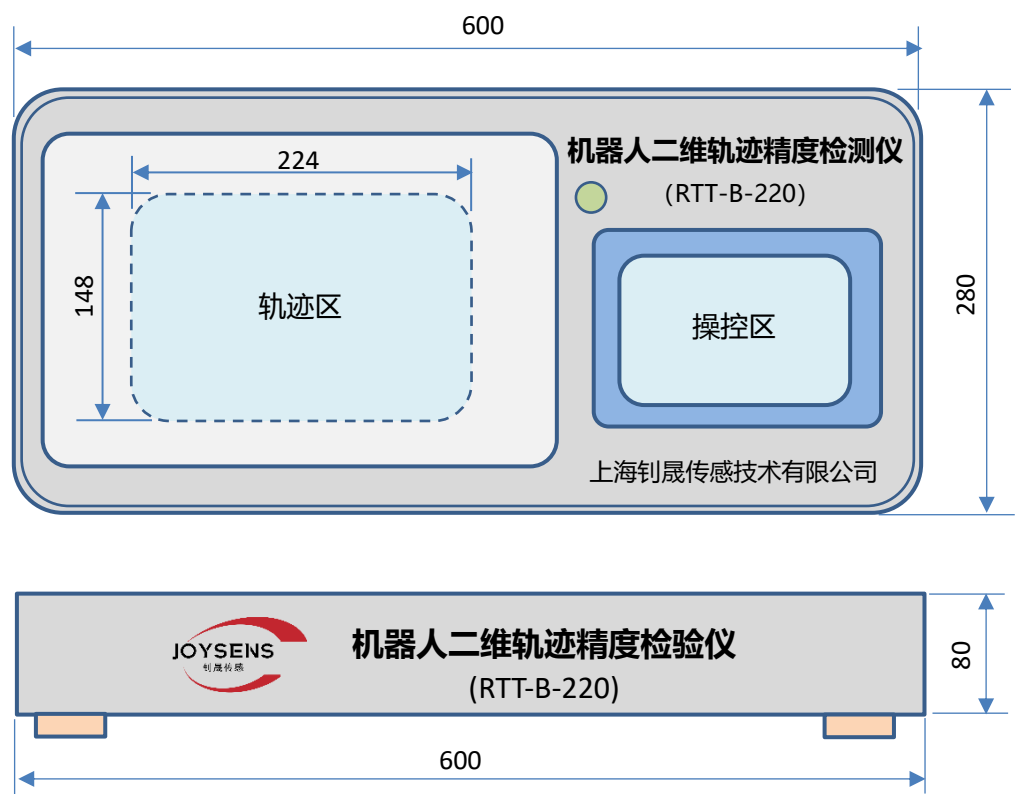 600
224
机器人二维轨迹精度检测仪
(RTT-B-220)
148
轨迹区
操控区
280
上海钊晟传感技术有限公司
JOYSENS
钊晟传感
机器人二维轨迹精度检验仪
(RTT-B-220)
80
600